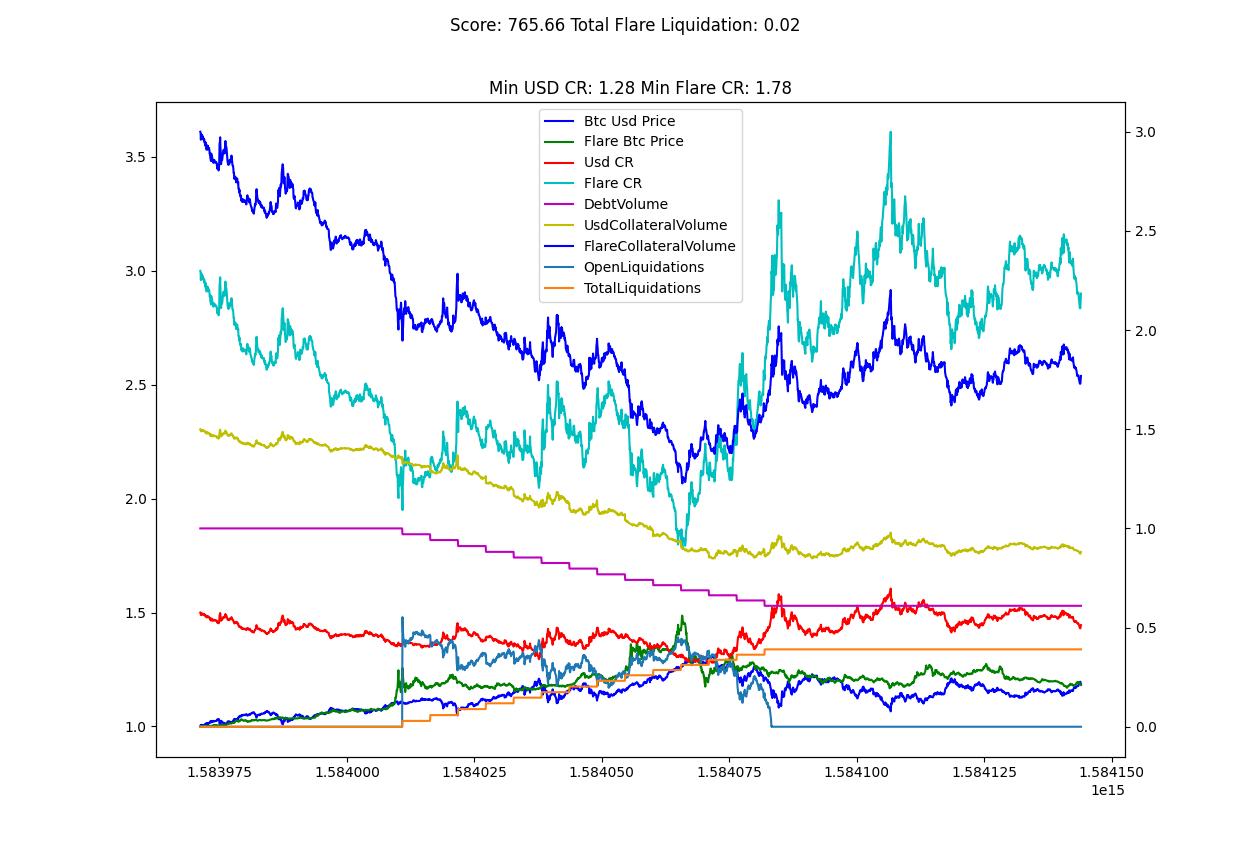 Score: 765.66 Total Flare Liquidation: 0.02
Min USD CR: 1.28 Min Flare CR: 1.78
Btc Usd Price
Flare Btc Price
Usd CR
Flare CR
DebtVolume
UsdCollateralVolume
FlareCollateralVolume
OpenLiquidations
TotalLiquidations
3.5
3.0
2.5
2.0
1.5
1.0
3.0
2.5
2.0
1.5
1.0
0.5
0.0
1.583975 1.584000 1.584025 1.584050 1.584075 1.584100 1.584125 1.584150
1e15